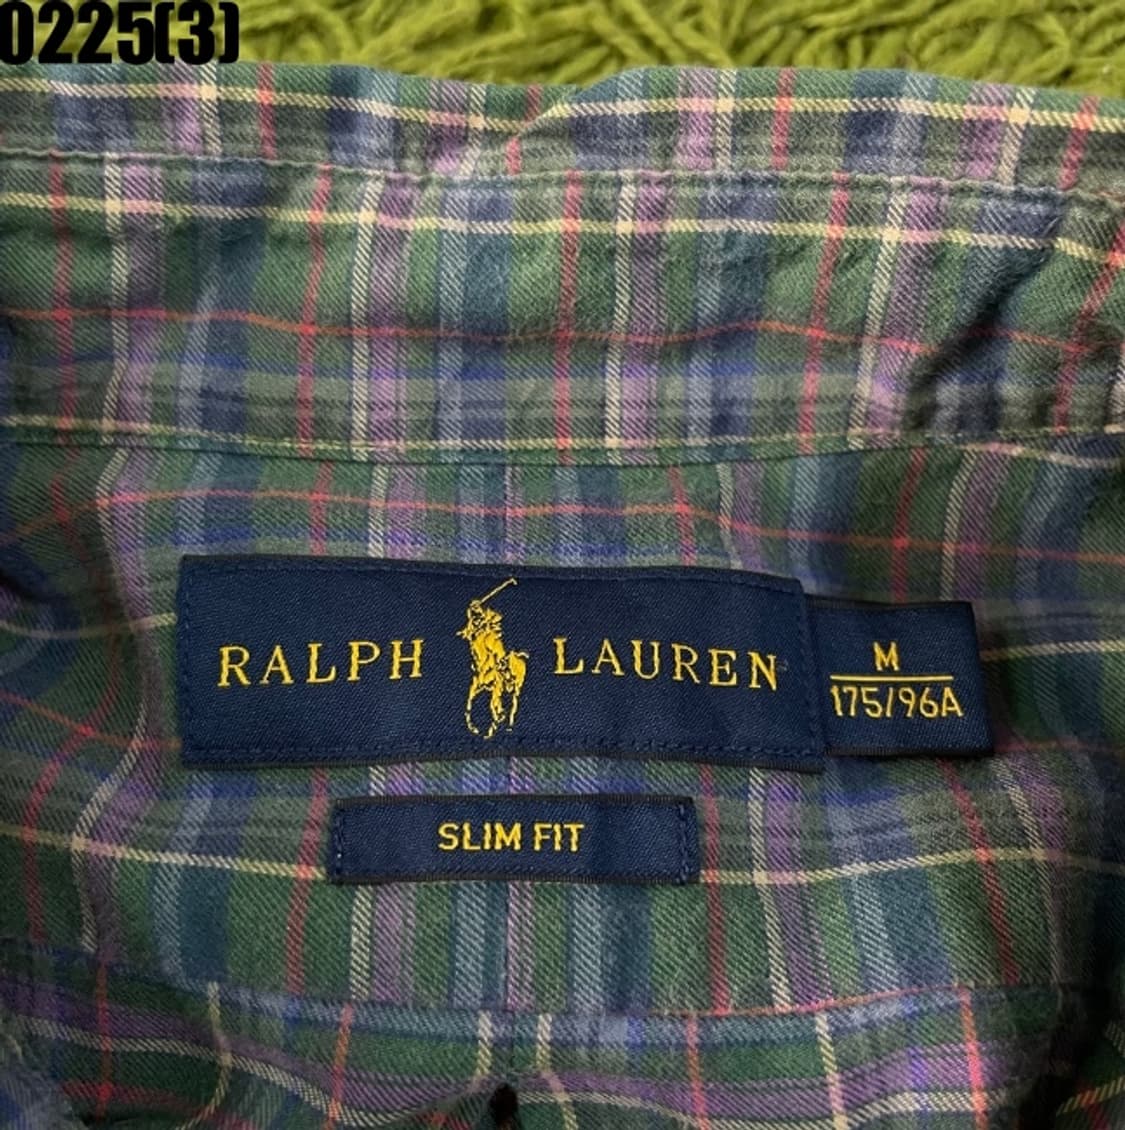 0225(3)
RALPH LAUREN
M
175/96A
SLIM FIT